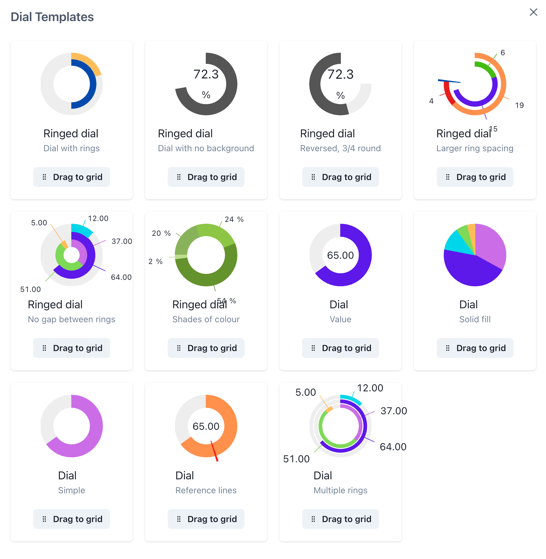 Dial Templates
Ringed dial
Dial with rings
Drag to grid
72.3
%
Ringed dial
Dial with no background
Drag to grid
72.3
%
Ringed dial
Reversed, 3/4 round
Drag to grid
6
19
15
4
Ringed dial
Larger ring spacing
Drag to grid
5.00
12.00
37.00
64.00
51.00
Ringed dial
No gap between rings
Drag to grid
24 %
20 %
2 %
Ringed dial
Shades of colour
Drag to grid
65.00
Dial
Value
Drag to grid
Dial
Solid fill
Drag to grid
Dial
Simple
Drag to grid
65.00
Dial
Reference lines
Drag to grid
5.00
12.00
37.00
64.00
51.00
Dial
Multiple rings
Drag to grid